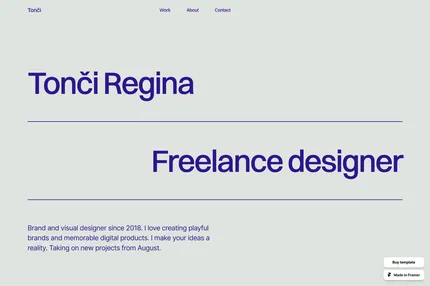 Tonči
Work About Contact
Tonči Regina
Freelance designer
Brand and visual designer since 2018. I love creating playful
brands and memorable digital products. I make your ideas a
reality. Taking on new projects from August.
Buy template
Made in Framer